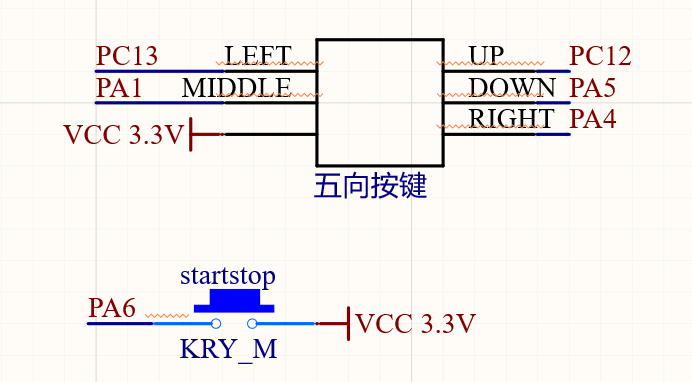 PC13 LEFT UP PC12
PA1 MIDDLE DOWN PA5
VCC 3.3V RIGHT PA4
五向按键
startstop
PA6 VCC 3.3V
KRY_M